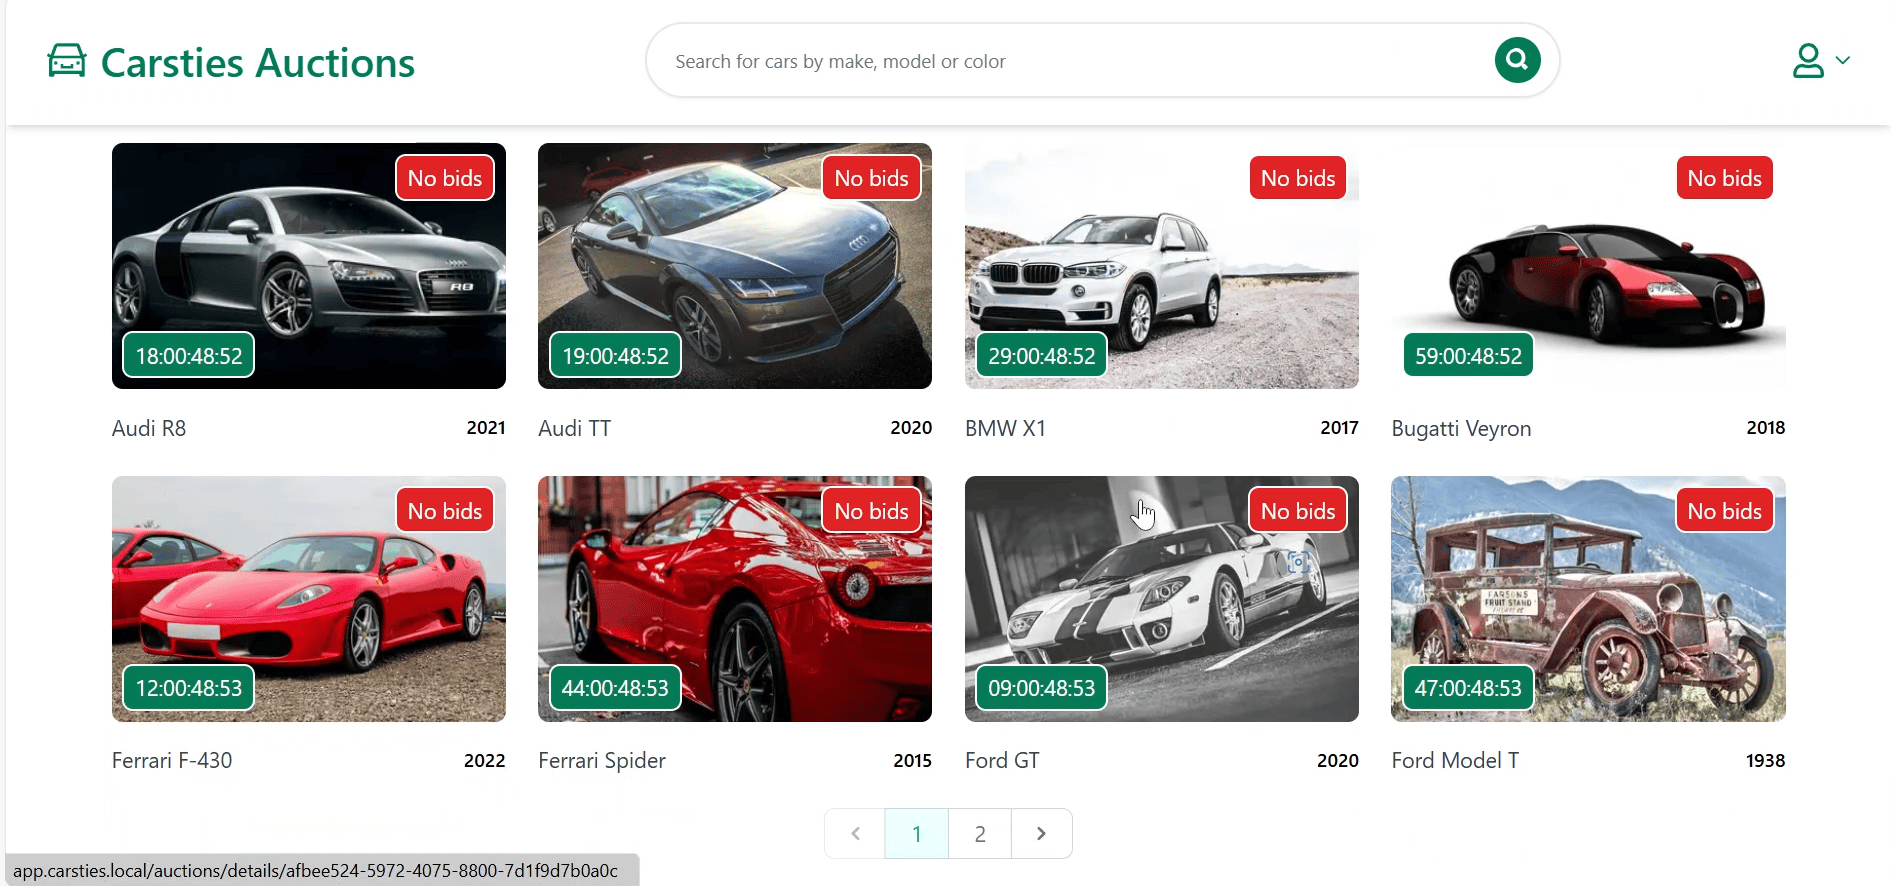 Carsties Auctions
Search for cars by make, model or color
No bids
R8
18:00:48:52
Audi R8 2021
No bids
19:00:48:52
Audi TT 2020
No bids
29:00:48:52
BMW X1 2017
No bids
59:00:48:52
Bugatti Veyron 2018
No bids
12:00:48:53
Ferrari F-430 2022
No bids
44:00:48:53
Ferrari Spider 2015
No bids
09:00:48:53
Ford GT 2020
No bids
FRUIT STAND
47:00:48:53
Ford Model T 1938
1 2
app.carsties.local/auctions/details/afbee524-5972-4075-8800-7d1f9d7b0a0c